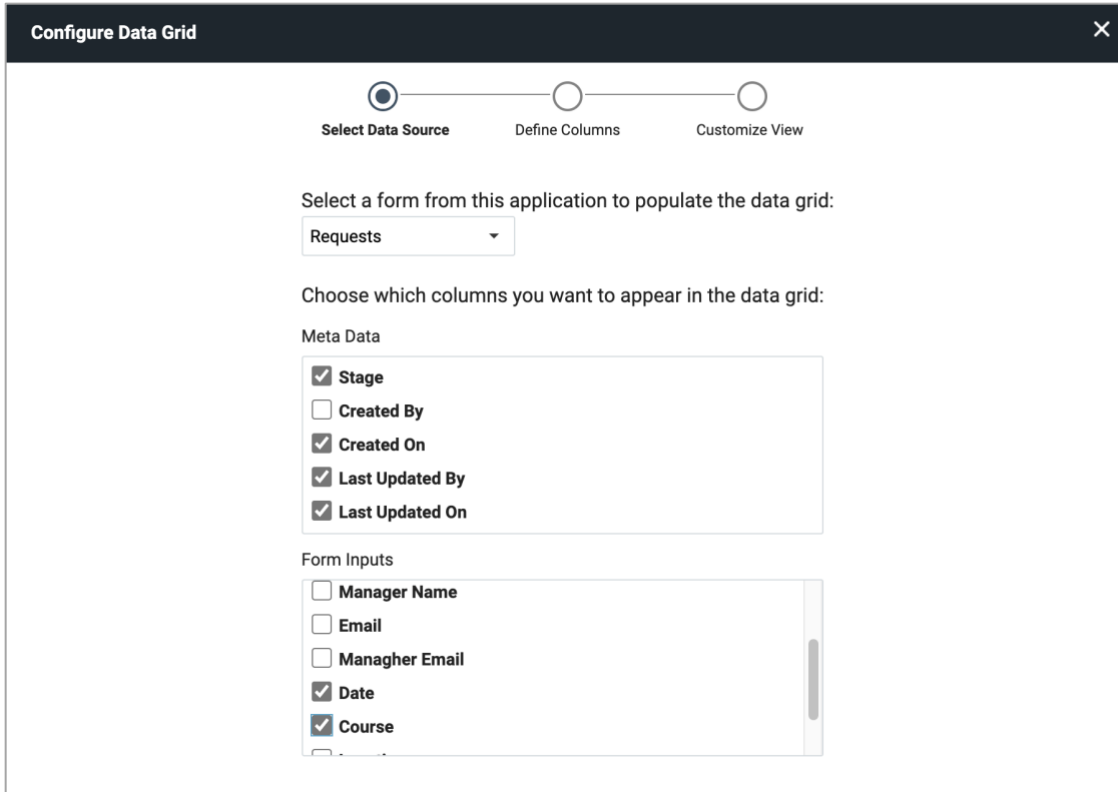 Configure Data Grid
Select Data Source
Define Columns
Customize View
Select a form from this application to populate the data grid:
Requests
Choose which columns you want to appear in the data grid:
Meta Data
Stage
Created By
Created On
Last Updated By
Last Updated On
Form Inputs
Manager Name
Email
Managher Email
Date
Course